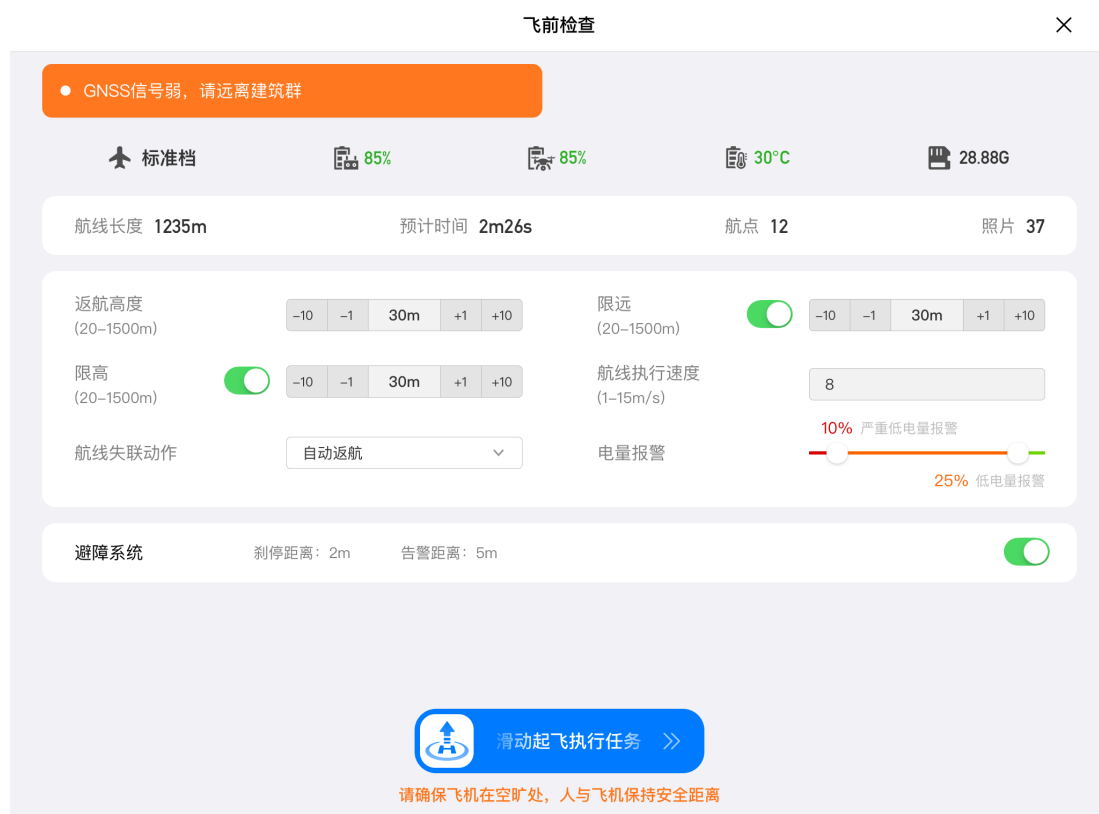 飞前检查
GNSS信号弱，请远离建筑群
标准档 85% 85% 30°C 28.88G
航线长度 1235m 预计时间 2m26s 航点 12 照片 37
返航高度 -10 -1 30m +1 +10 限远 -10 -1 30m +1 +10
(20-1500m) (20-1500m)
限高 -10 -1 30m +1 +10 航线执行速度 8
(20-1500m) (1-15m/s)
10% 严重低电量报警
航线失联动作 自动返航 电量报警
25% 低电量报警
避障系统 刹停距离：2m 告警距离：5m
滑动起飞执行任务
请确保飞机在空旷处，人与飞机保持安全距离